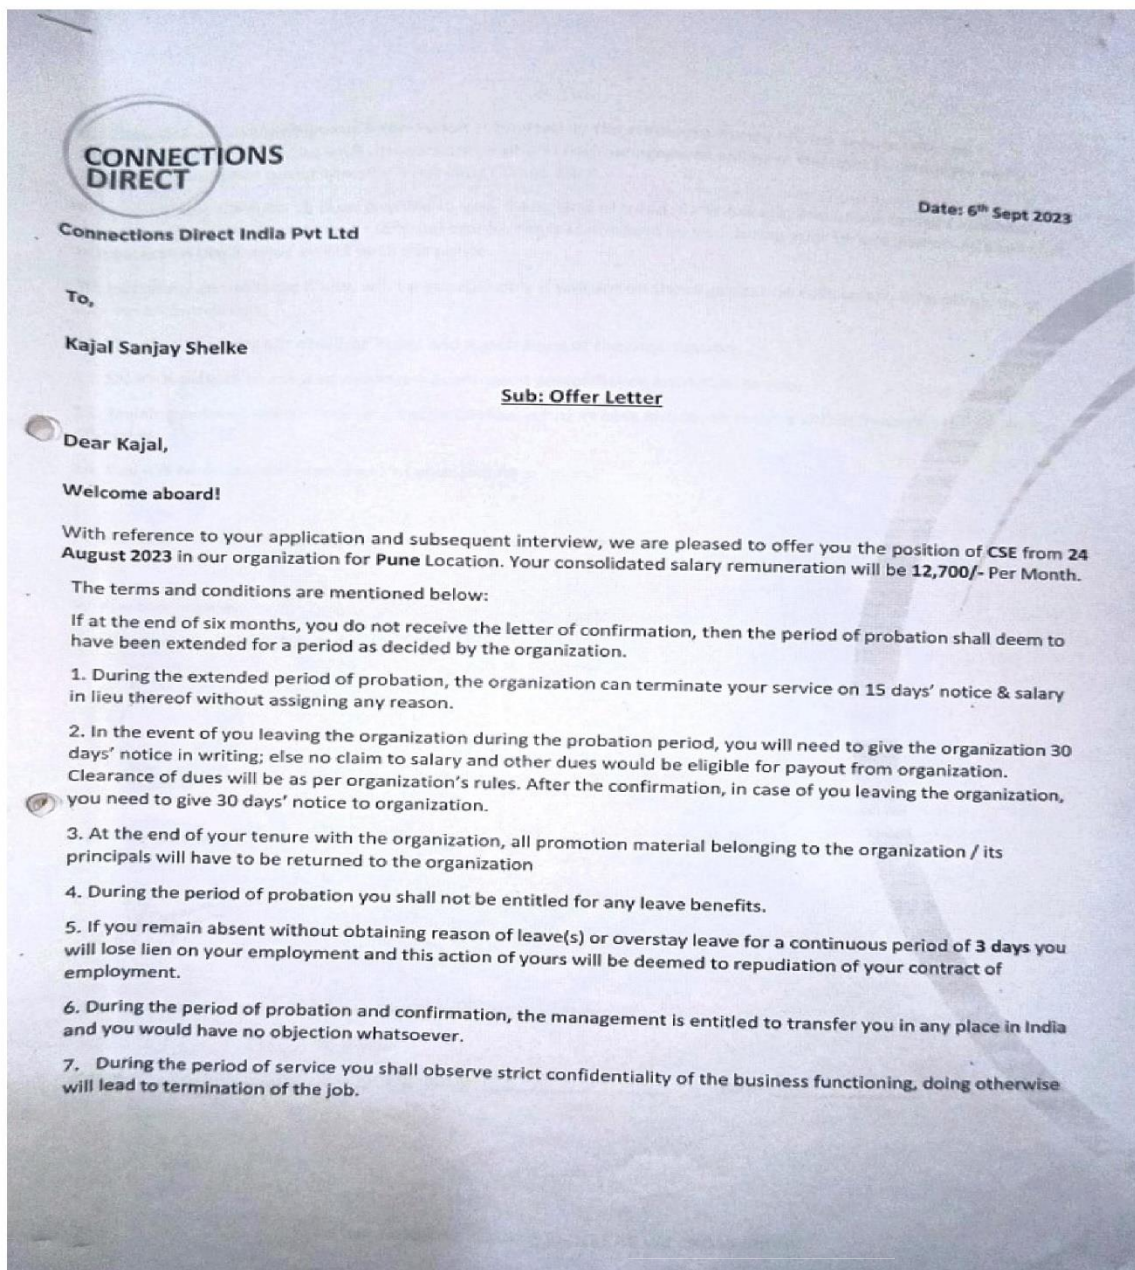 CONNECTIONS
DIRECT
Date: 6th Sept 2023
Connections Direct India Pvt Ltd
To,
Kajal Sanjay Shelke
Sub: Offer Letter
Dear Kajal,
Welcome aboard!
With reference to your application and subsequent interview, we are pleased to offer you the position of CSE from 24
August 2023 in our organization for Pune Location. Your consolidated salary remuneration will be 12,700/- Per Month.
The terms and conditions are mentioned below:
If at the end of six months, you do not receive the letter of confirmation, then the period of probation shall deem to
have been extended for a period as decided by the organization.
1. During the extended period of probation, the organization can terminate your service on 15 days' notice & salary
in lieu thereof without assigning any reason.
2. In the event of you leaving the organization during the probation period, you will need to give the organization 30
days' notice in writing; else no claim to salary and other dues would be eligible for payout from organization.
Clearance of dues will be as per organization's rules. After the confirmation, in case of you leaving the organization,
you need to give 30 days' notice to organization.
3. At the end of your tenure with the organization, all promotion material belonging to the organization / its
principals will have to be returned to the organization
4. During the period of probation you shall not be entitled for any leave benefits.
5. If you remain absent without obtaining reason of leave(s) or overstay leave for a continuous period of 3 days you
will lose lien on your employment and this action of yours will be deemed to repudiation of your contract of
employment.
6. During the period of probation and confirmation, the management is entitled to transfer you in any place in India
and you would have no objection whatsoever.
7. During the period of service you shall observe strict confidentiality of the business functioning, doing otherwise
will lead to termination of the job.